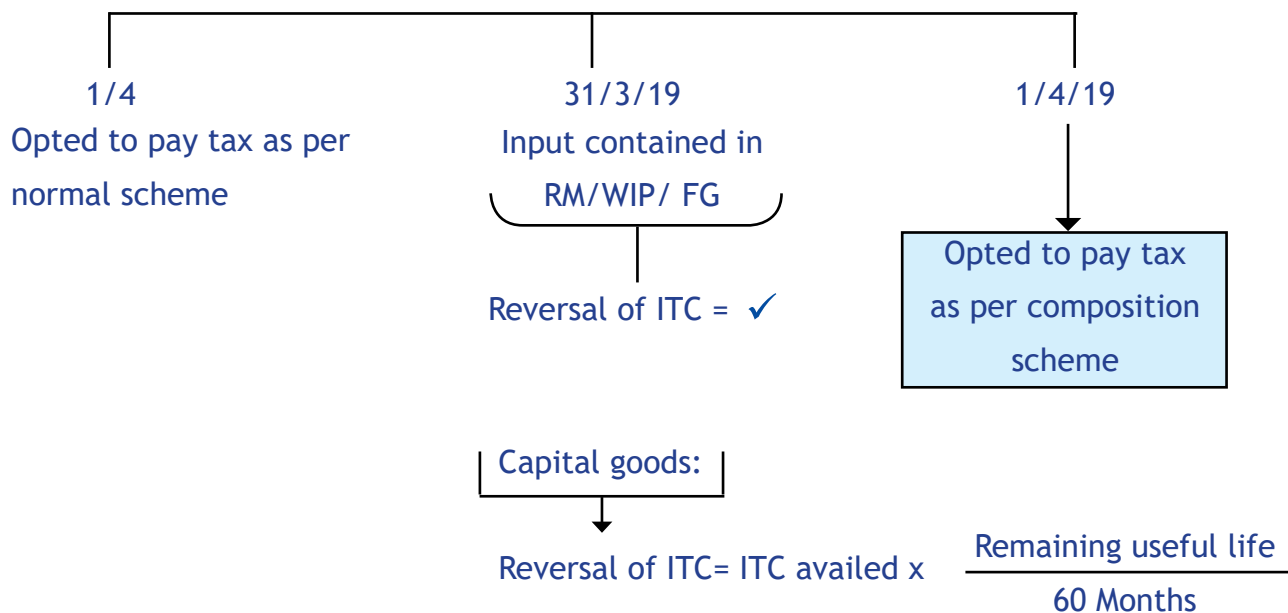 1/4
Opted to pay tax as per
normal scheme
31/3/19
Input contained in
RM/WIP/ FG
Reversal of ITC = ✓
1/4/19
Opted to pay tax
as per composition
scheme
Capital goods:
Reversal of ITC= ITC availed x
Remaining useful life
60 Months